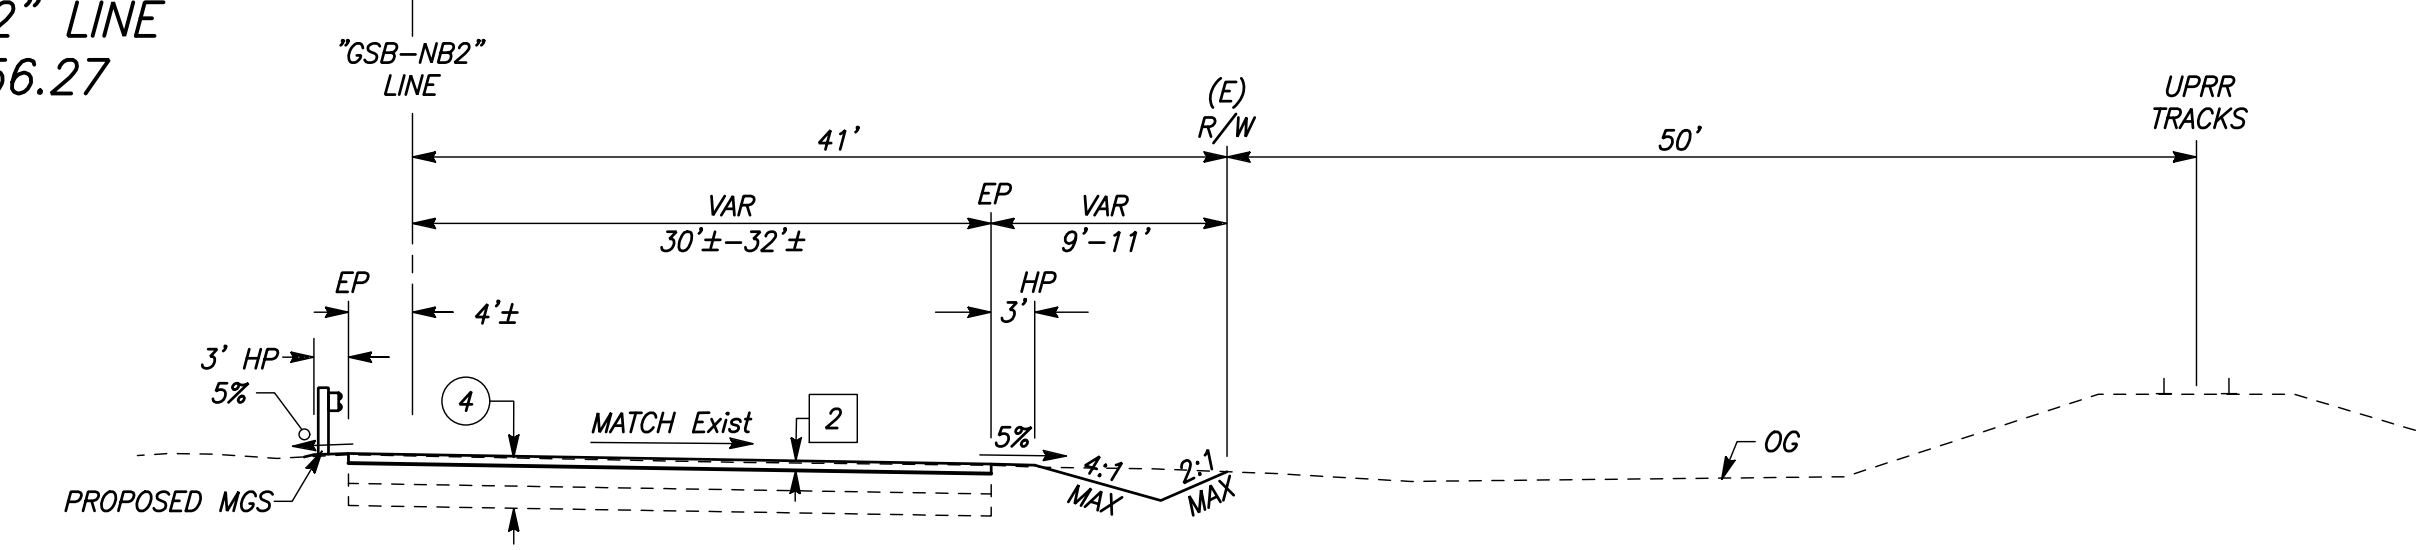 2" LINE
56.27
"GSB-NB2"
LINE
(E)
R/W
UPRR
TRACKS
41'
50'
EP
VAR
30'±-32'±
VAR
9'-11'
EP
HP
4'±
3'
3' HP
5%
4
2
MATCH Exist
5%
4:1
MAX
2:1
MAX
OG
PROPOSED MGS